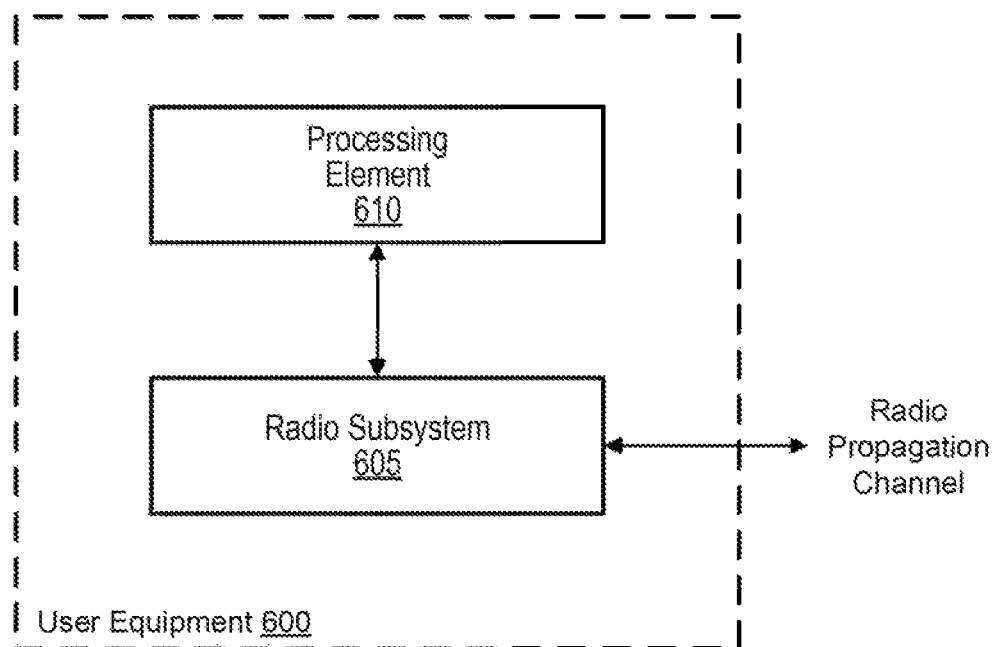 Processing
Element
610
Radio Subsystem
605
Radio
Propagation
Channel
User Equipment 600